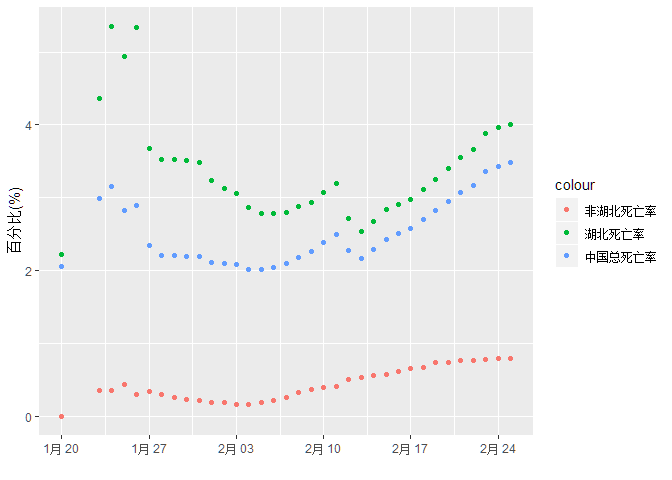 百分比(%)
4
2
0
1月 20
1月 27
2月 03
2月 10
2月 17
2月 24
colour
非湖北死亡率
湖北死亡率
中国总死亡率